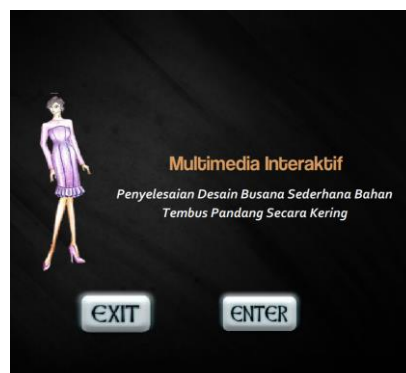 Multimedia Interaktif
Penyelesaian Desain Busana Sederhana Bahan
Tembus Pandang Secara Kering
EXIT
ENTER